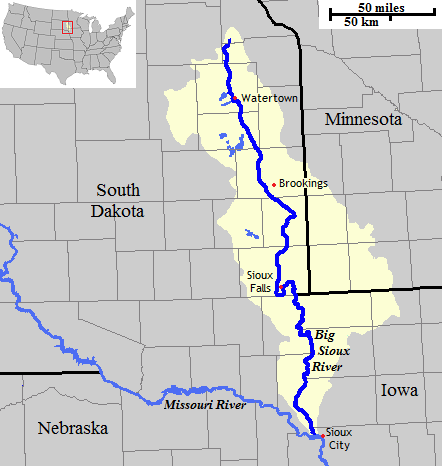 50 miles
50 km
Watertown
Minnesota
Brookings
South
Dakota
Sioux
Falls
Big
Sioux
River
Iowa
Missouri River
Nebraska
Sioux
City